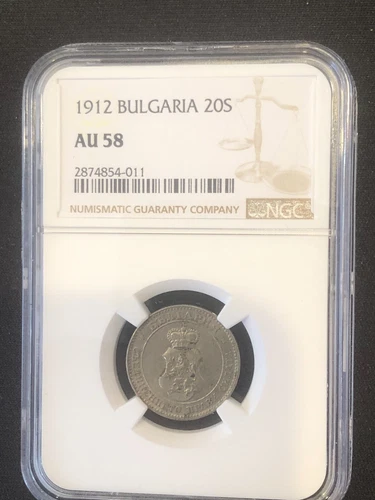 1912 BULGARIA 20S
AU 58
2874854-011
NUMISMATIC GUARANTY COMPANY
NGC